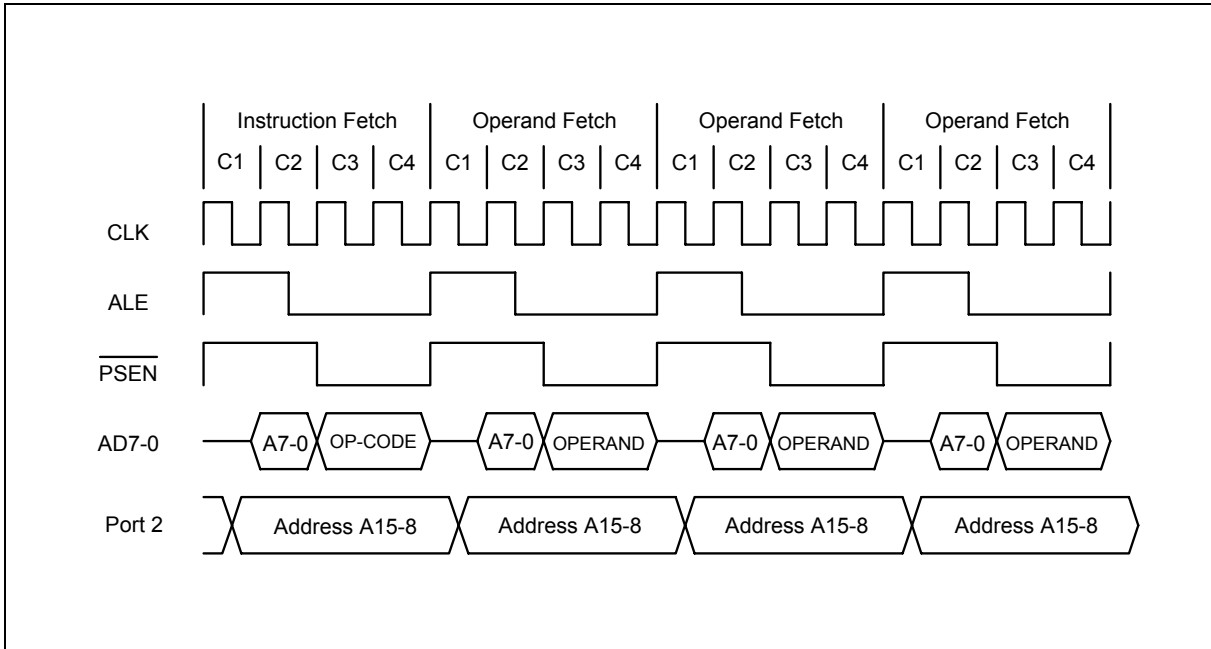 Instruction Fetch Operand Fetch Operand Fetch Operand Fetch
C1 C2 C3 C4 C1 C2 C3 C4 C1 C2 C3 C4 C1 C2 C3 C4
CLK
ALE
PSEN
AD7-0 A7-0 OP-CODE A7-0 OPERAND A7-0 OPERAND A7-0 OPERAND
Port 2 Address A15-8 Address A15-8 Address A15-8 Address A15-8